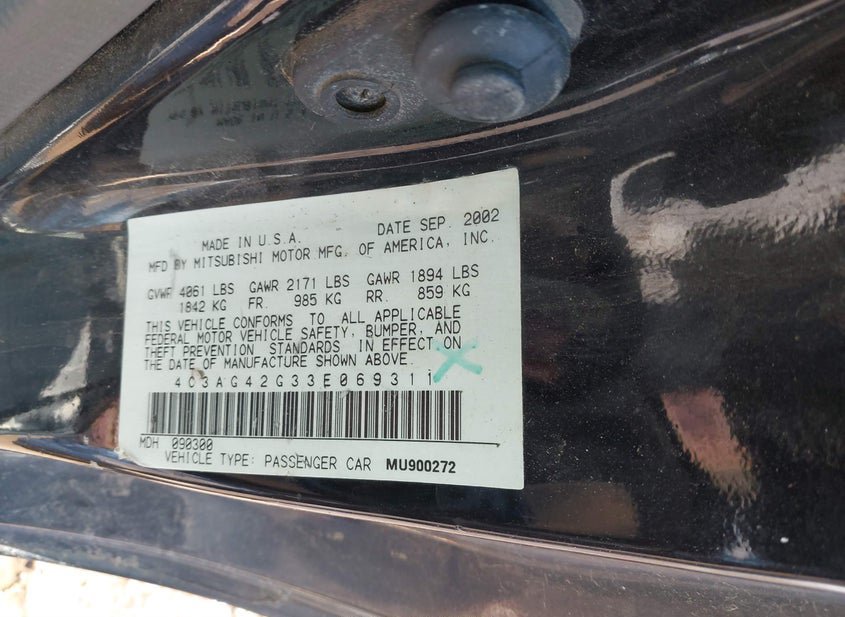 MADE IN U.S.A. DATE SEP. 2002
MFD BY MITSUBISHI MOTOR MFG. OF AMERICA, INC.
GVWR 4061 LBS GAWR 2171 LBS GAWR 1894 LBS
1842 KG FR. 985 KG RR. 859 KG
THIS VEHICLE CONFORMS TO ALL APPLICABLE
FEDERAL MOTOR VEHICLE SAFETY, BUMPER, AND
THEFT PREVENTION STANDARDS IN EFFECT ON
THE DATE OF MANUFACTURE SHOWN ABOVE
4C3AG42G33E069311
MDH 090300
VEHICLE TYPE: PASSENGER CAR MU900272